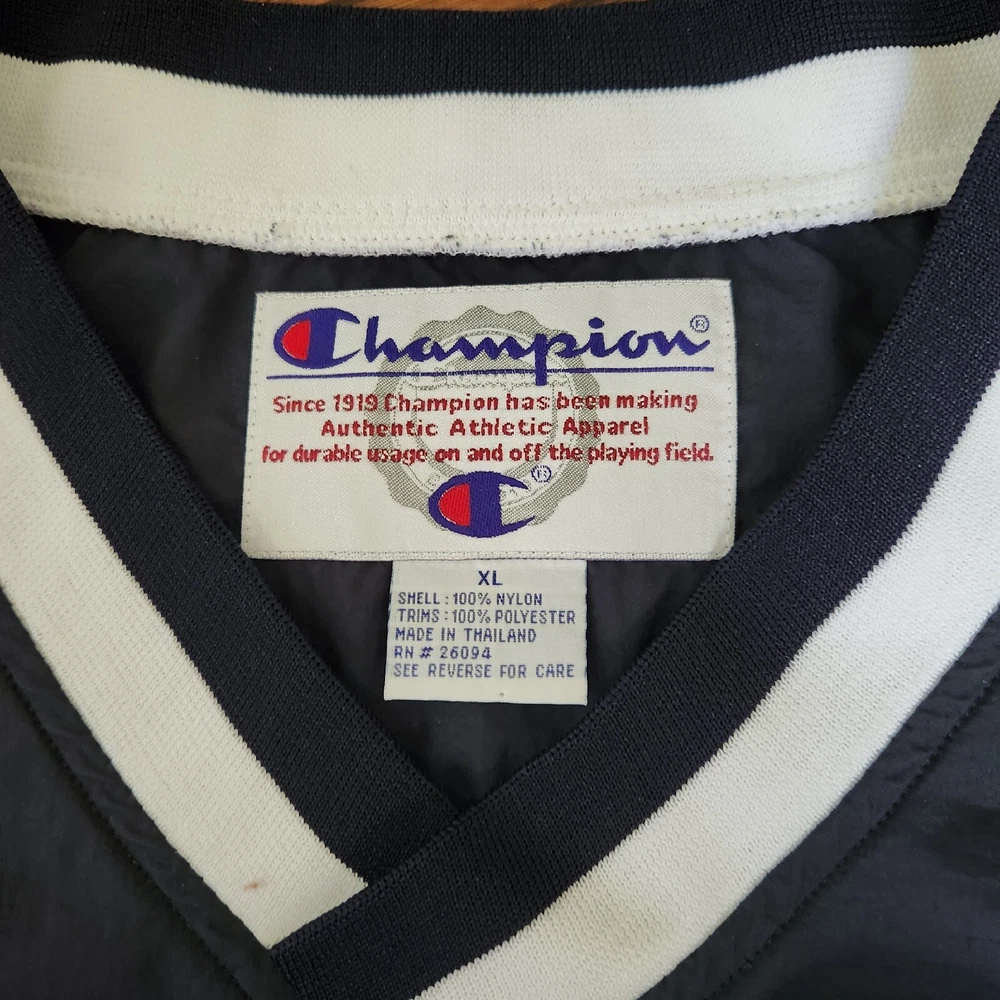 Champion®
Since 1919 Champion has been making
Authentic Athletic Apparel
for durable usage on and off the playing field.
®
XL
SHELL : 100% NYLON
TRIMS : 100% POLYESTER
MADE IN THAILAND
RN # 26094
SEE REVERSE FOR CARE